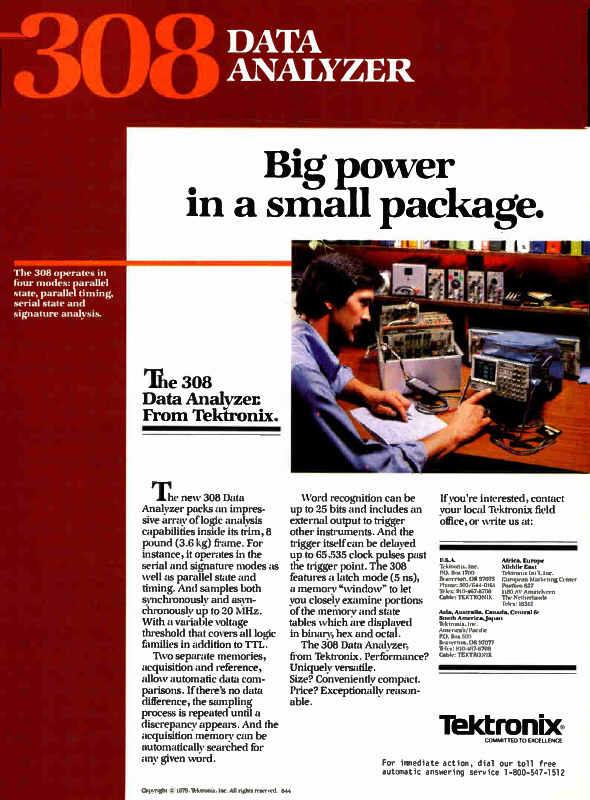 308 DATA
ANALYZER
Big power
in a small package.
The 308 operates in
four modes: parallel
state, parallel timing,
serial state and
signature analysis.
The 308
Data Analyzer.
From Tektronix.
The new 308 Data
Analyzer packs an impres-
sive array of logic analysis
capabilities inside its trim, 8
pound (3.6 kg) frame. For
instance, it operates in the
serial and signature modes as
well as parallel state and
timing. And samples both
synchronously and asyn-
chronously up to 20 MHz.
With a variable voltage
threshold that covers all logic
families in addition to TTL.
Two separate memories,
acquisition and reference,
allow automatic data com-
parisons. If there's no data
difference, the sampling
process is repeated until a
discrepancy appears. And the
acquisition memory can be
automatically searched for
any given word.
Word recognition can be
up to 25 bits and includes an
external output to trigger
other instruments. And the
trigger itself can be delayed
up to 65,535 clock pulses past
the trigger point. The 308
features a latch mode (5 ns),
a memory "window" to let
you closely examine portions
of the memory and state
tables which are displayed
in binary, hex and octal.
The 308 Data Analyzer,
from Tektronix. Performance?
Uniquely versatile.
Size? Conveniently compact.
Price? Exceptionally reason-
able.
If you're interested, contact
your local Tektronix field
office, or write us at:
U.S.A.
Tektronix, Inc.
P.O. Box 1700
Beaverton, OR 97075
Phone: 503/644-0161
Telex: 910-467-8708
Cable: TEKTRONIX
Africa, Europe
Middle East
Tektronix Int'l, Inc.
European Marketing Center
Postbox 827
1180 AV Amstelveen
The Netherlands
Telex: 18312
Asia, Australia, Canada, Central &
South America, Japan
Tektronix, Inc.
Americas/Pacific
P.O. Box 500
Beaverton, OR 97077
Telex: 910-467-8708
Cable: TEKTRONIX
Tektronix®
COMMITTED TO EXCELLENCE
For immediate action, dial our toll free
automatic answering service 1-800-547-1512
Copyright © 1979, Tektronix, Inc. All rights reserved. 844